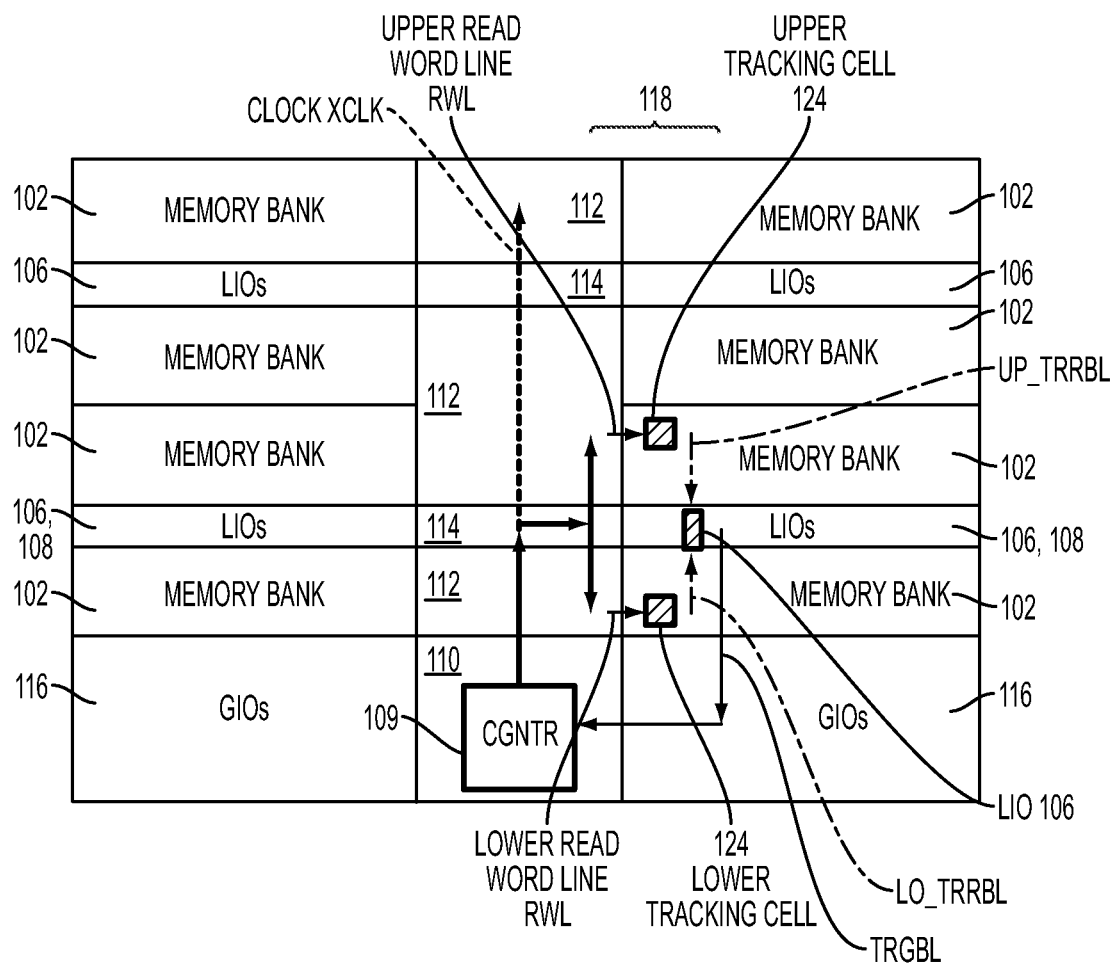 UPPER READ
WORD LINE
RWL
UPPER
TRACKING CELL
124
118
CLOCK XCLK
102
MEMORY BANK
112
MEMORY BANK
102
106
LIOs
114
LIOs
106
102
MEMORY BANK
MEMORY BANK
102
UP_TRRBL
112
102
MEMORY BANK
MEMORY BANK
102
106,
108
LIOs
114
LIOs
106, 108
102
MEMORY BANK
112
MEMORY BANK
102
116
GIOs
110
GIOs
116
109
CGNTR
LIO 106
LOWER READ
WORD LINE
RWL
124
LOWER
TRACKING CELL
LO_TRRBL
TRGBL